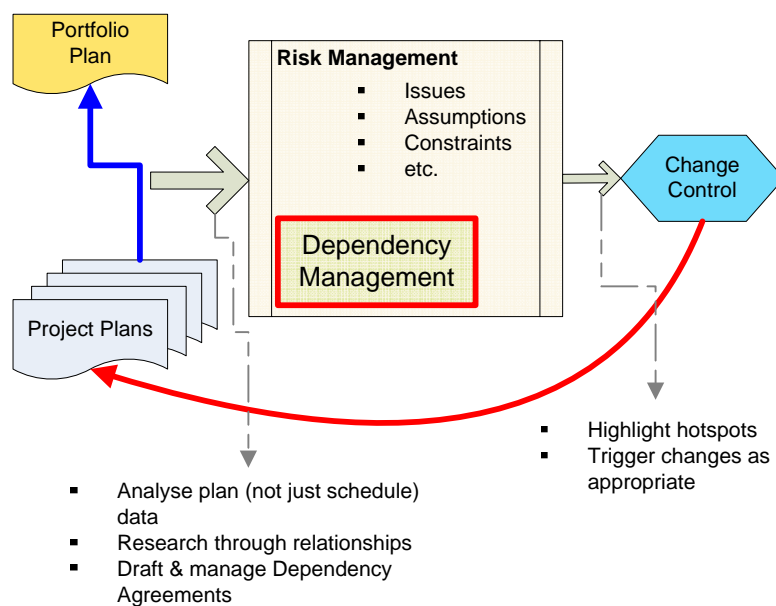 Portfolio
Plan
Risk Management
▪ Issues
▪ Assumptions
▪ Constraints
▪ etc.
Change
Control
Dependency
Management
Project Plans
▪ Highlight hotspots
▪ Trigger changes as
appropriate
▪ Analyse plan (not just schedule)
data
▪ Research through relationships
▪ Draft & manage Dependency
Agreements